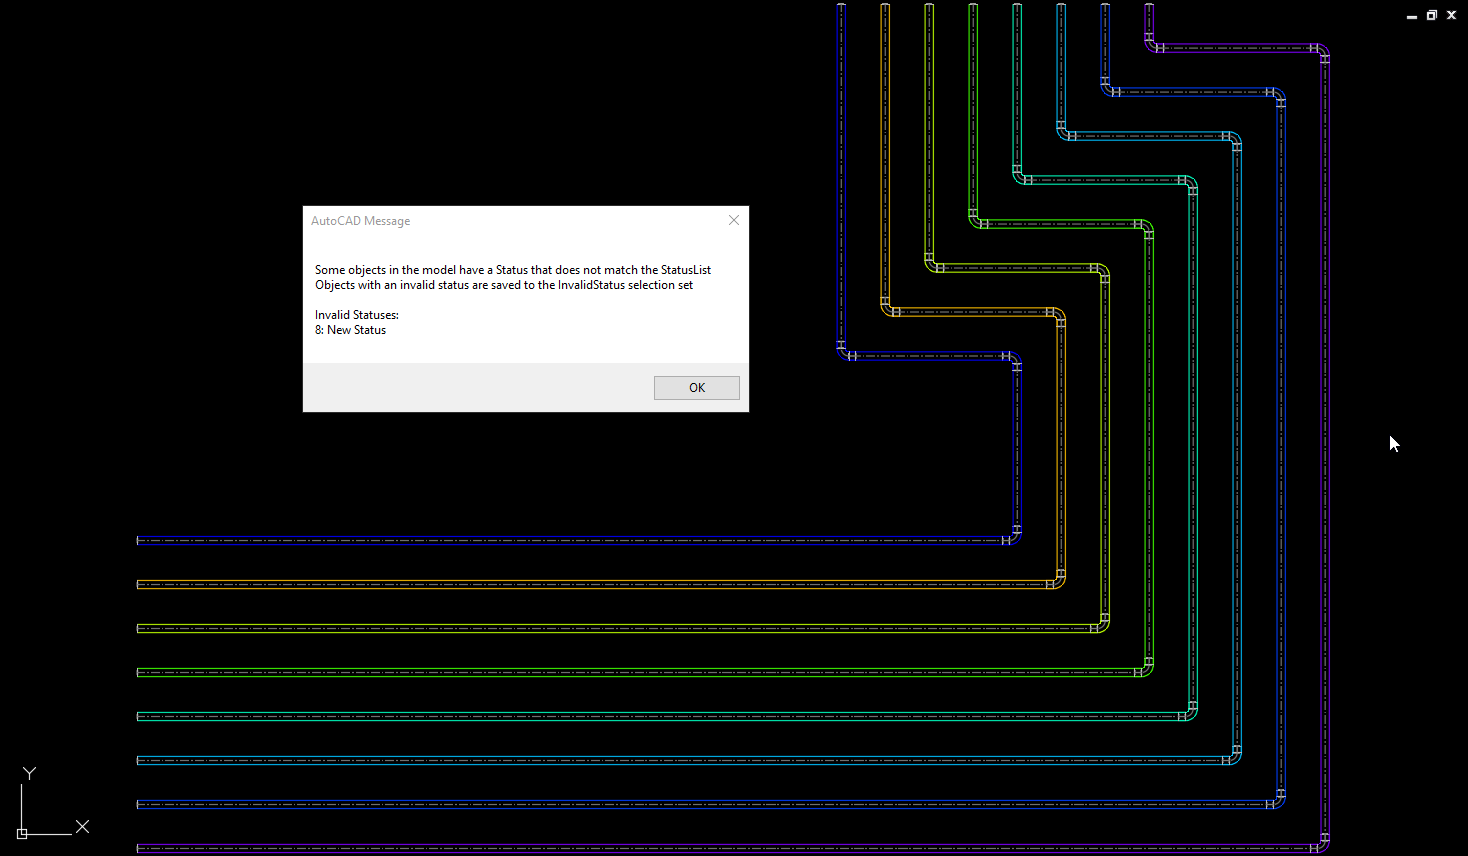 AutoCAD Message
Some objects in the model have a Status that does not match the StatusList
Objects with an invalid status are saved to the InvalidStatus selection set
Invalid Statuses:
8: New Status
OK
Y
X